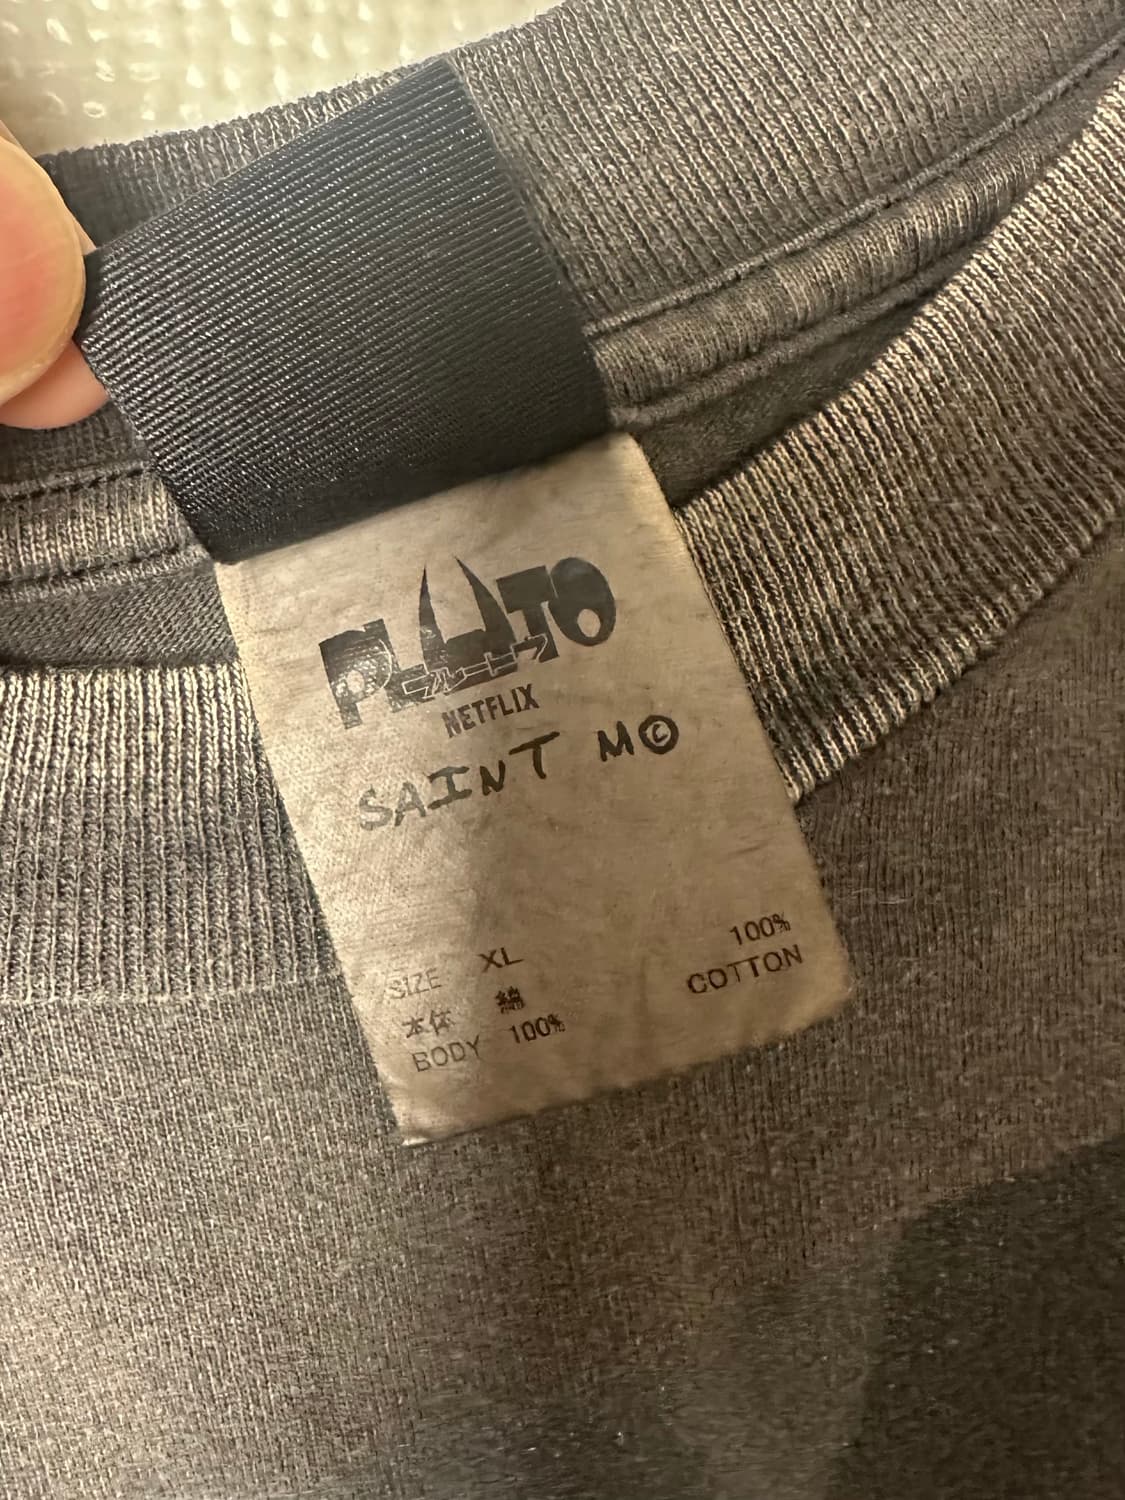 PLUTO
プルートウ
NETFLIX
SAINT M©
SIZE XL
本体 綿
BODY 100%
100%
COTTON